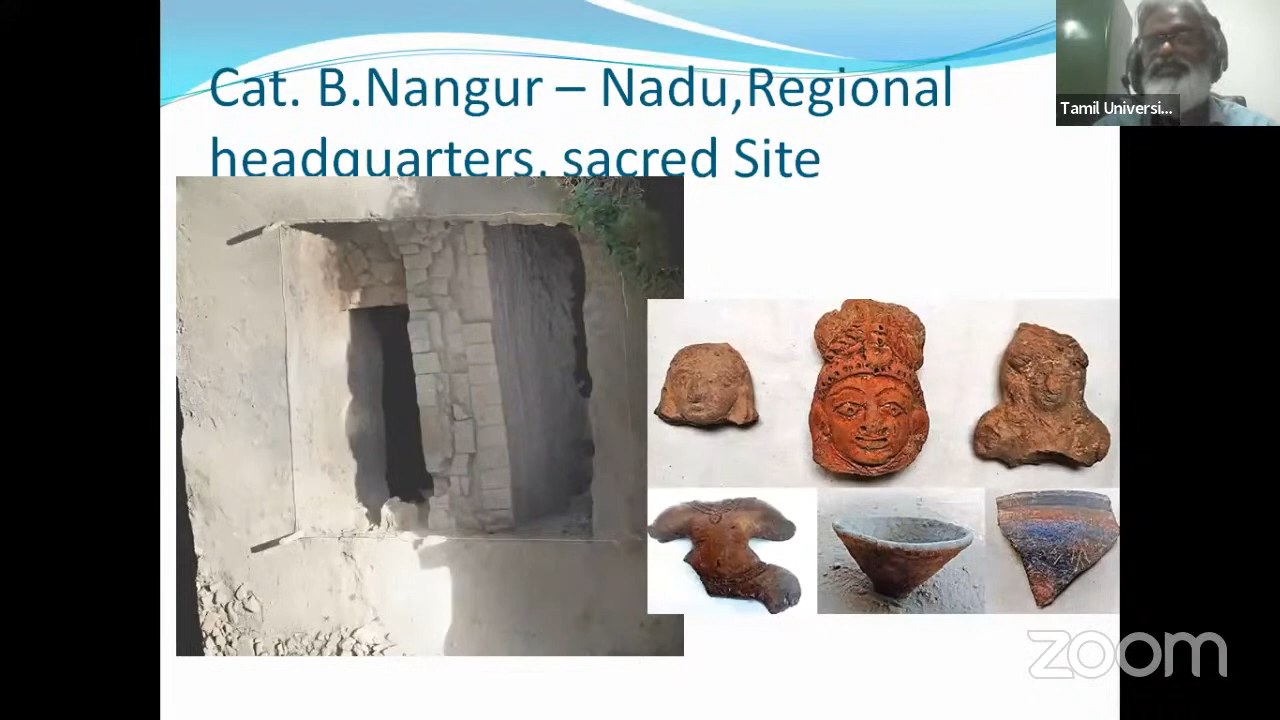 Cat. B.Nangur – Nadu,Regional
headquarters, sacred Site
Tamil Universi...
zoom